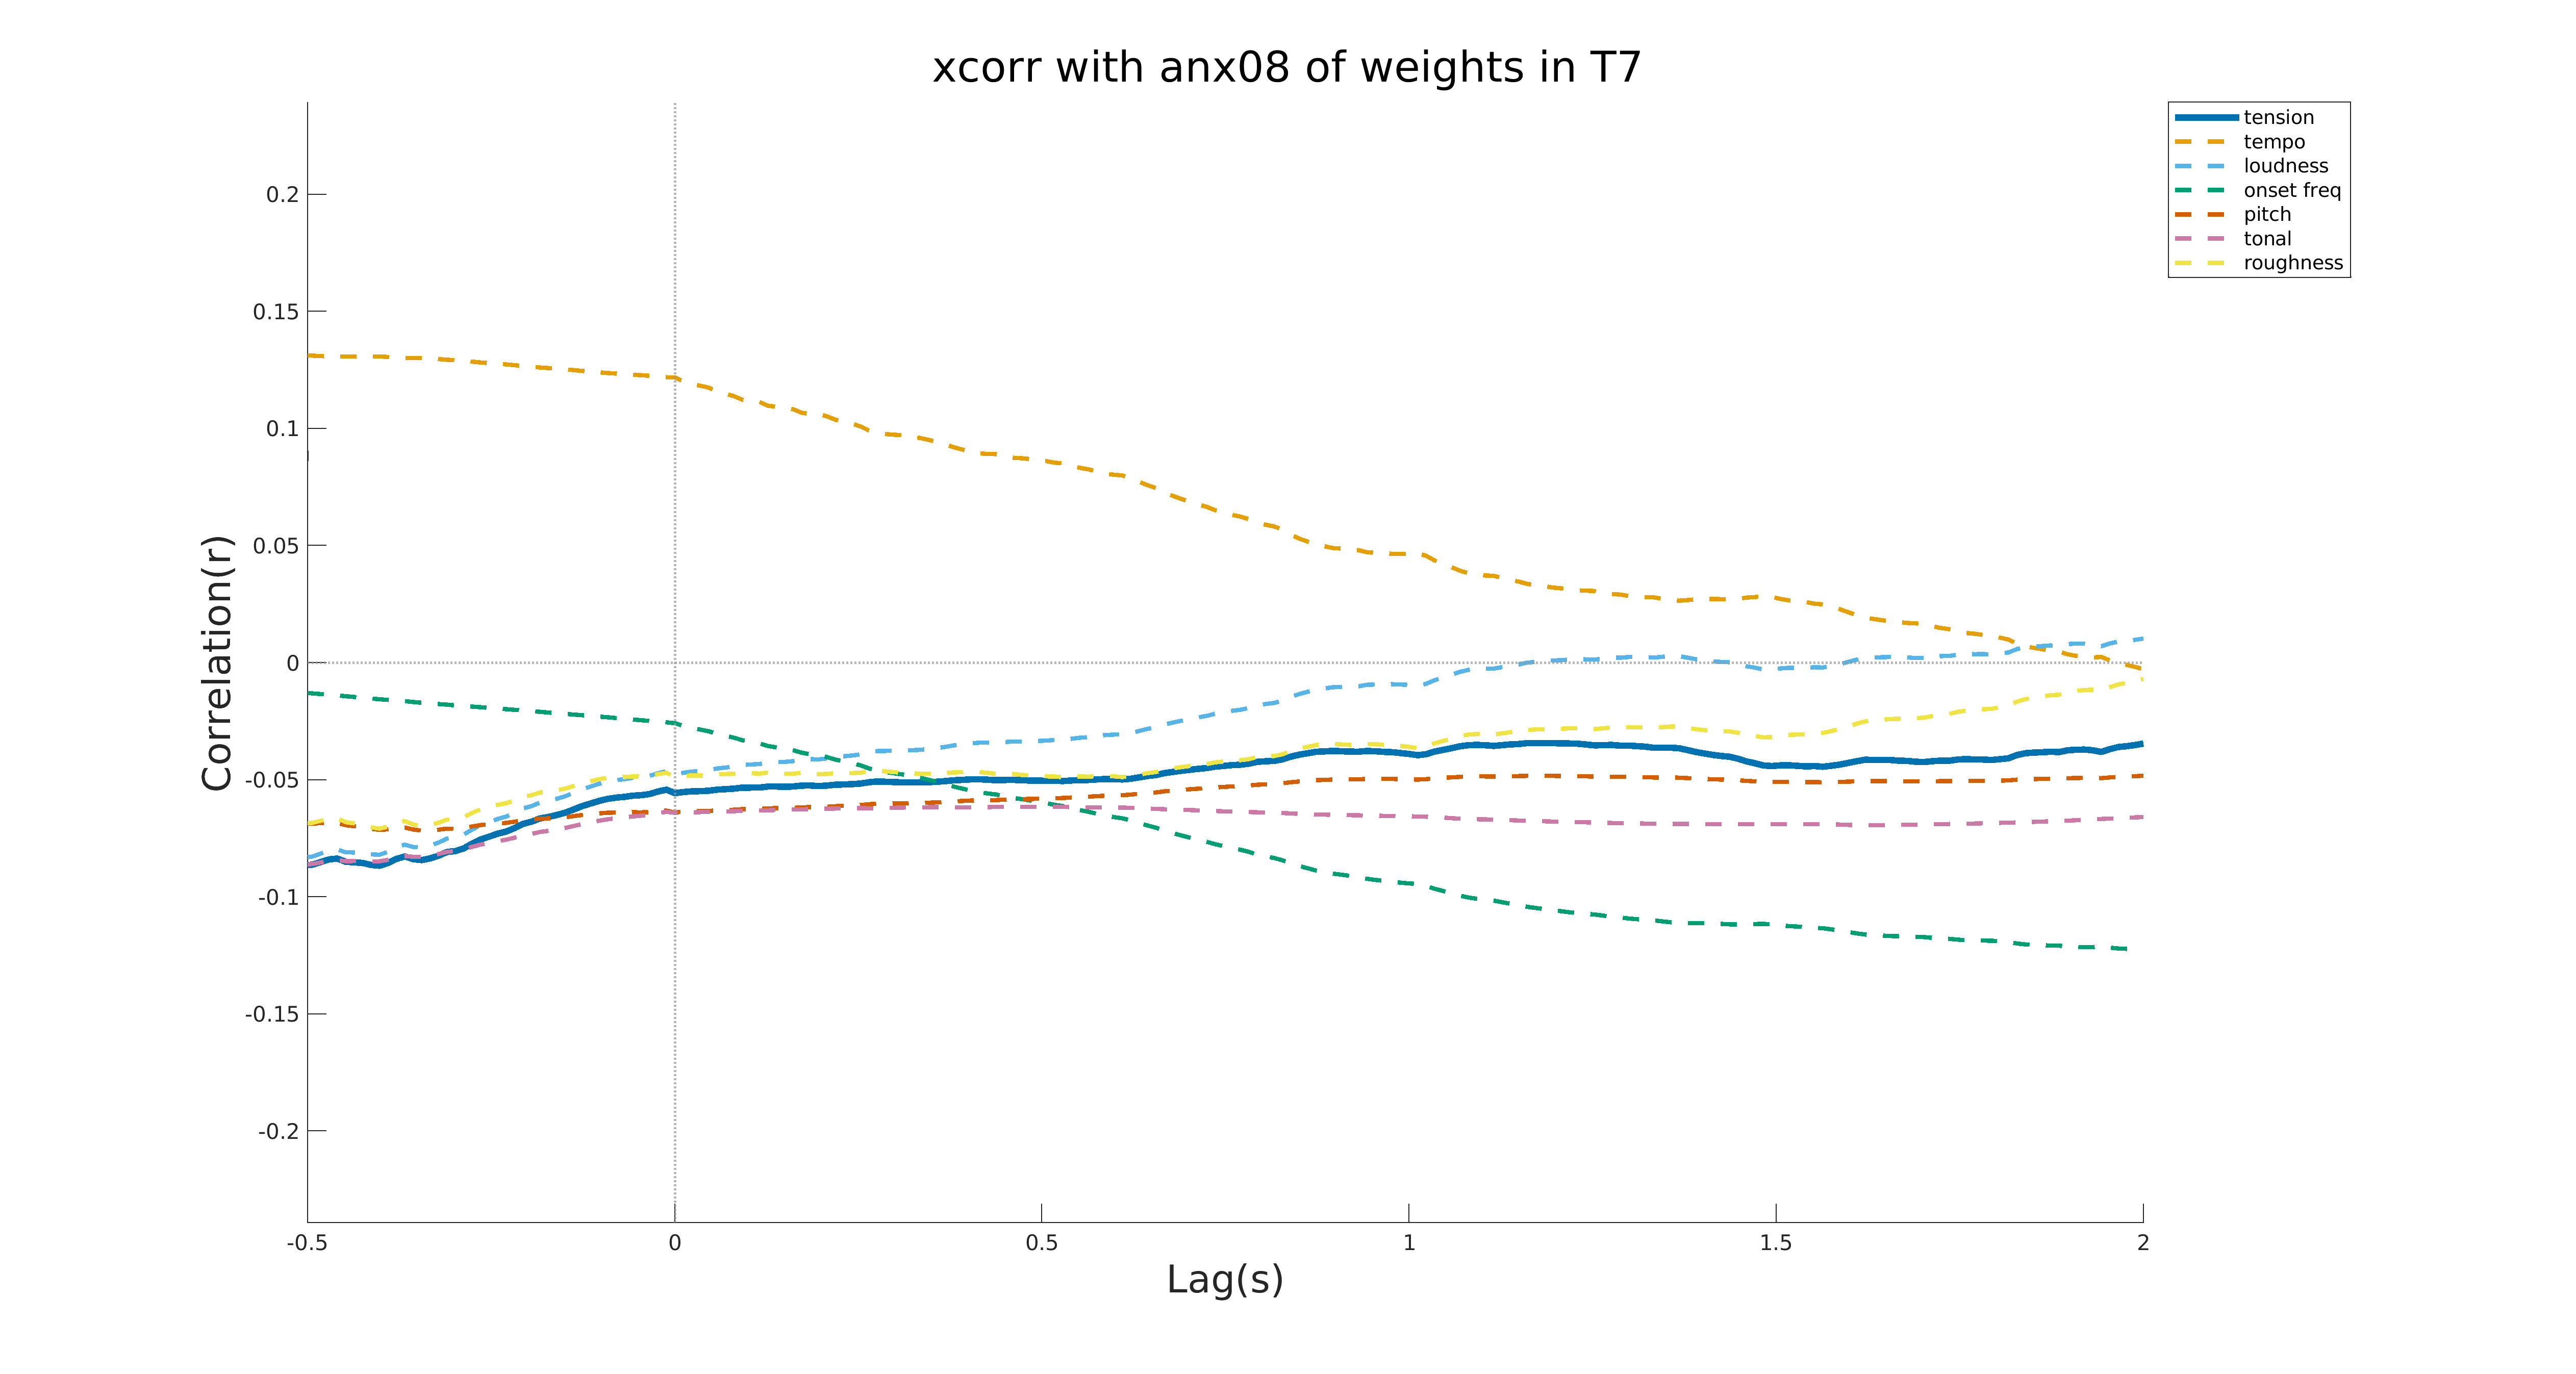 xcorr with anx08 of weights in T7
tension
tempo
loudness
onset freq
pitch
tonal
roughness
Correlation(r)
0.2
0.15
0.1
0.05
0
-0.05
-0.1
-0.15
-0.2
-0.5
0
0.5
1
1.5
2
Lag(s)